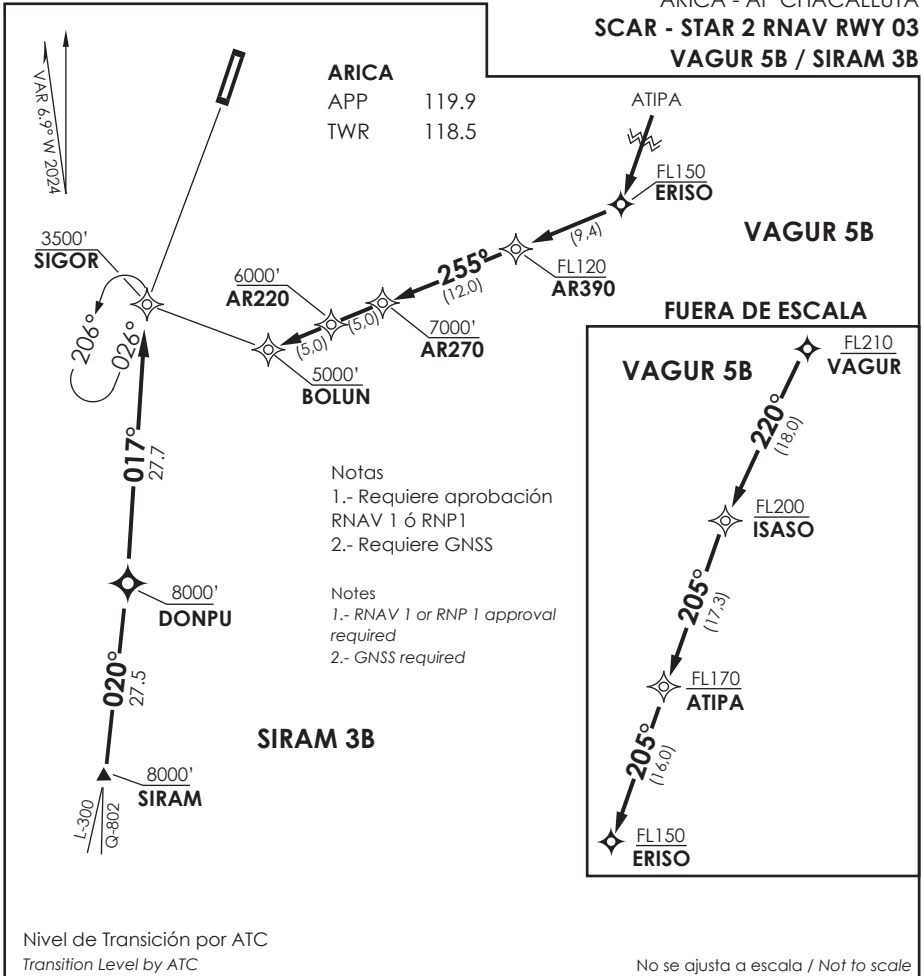 ARICA - AP CHACALLUTA
SCAR - STAR 2 RNAV RWY 03
VAGUR 5B / SIRAM 3B
VAR 6.9° W 2024
ARICA
APP 119.9
TWR 118.5
ATIPA
FL150
ERISO
VAGUR 5B
(9,4)
FL120
AR390
255°
(12,0)
7000'
AR270
(5,0)
6000'
AR220
(5,0)
5000'
BOLUN
3500'
SIGOR
206°
026°
017°
27.7
8000'
DONPU
020°
27.5
SIRAM 3B
8000'
SIRAM
L-300
Q-802
Notas
1.- Requiere aprobación
RNAV 1 ó RNP1
2.- Requiere GNSS
Notes
1.- RNAV 1 or RNP 1 approval
required
2.- GNSS required
FUERA DE ESCALA
VAGUR 5B
FL210
VAGUR
220°
(18,0)
FL200
ISASO
205°
(17,3)
FL170
ATIPA
205°
(16,0)
FL150
ERISO
Nivel de Transición por ATC
Transition Level by ATC
No se ajusta a escala / Not to scale